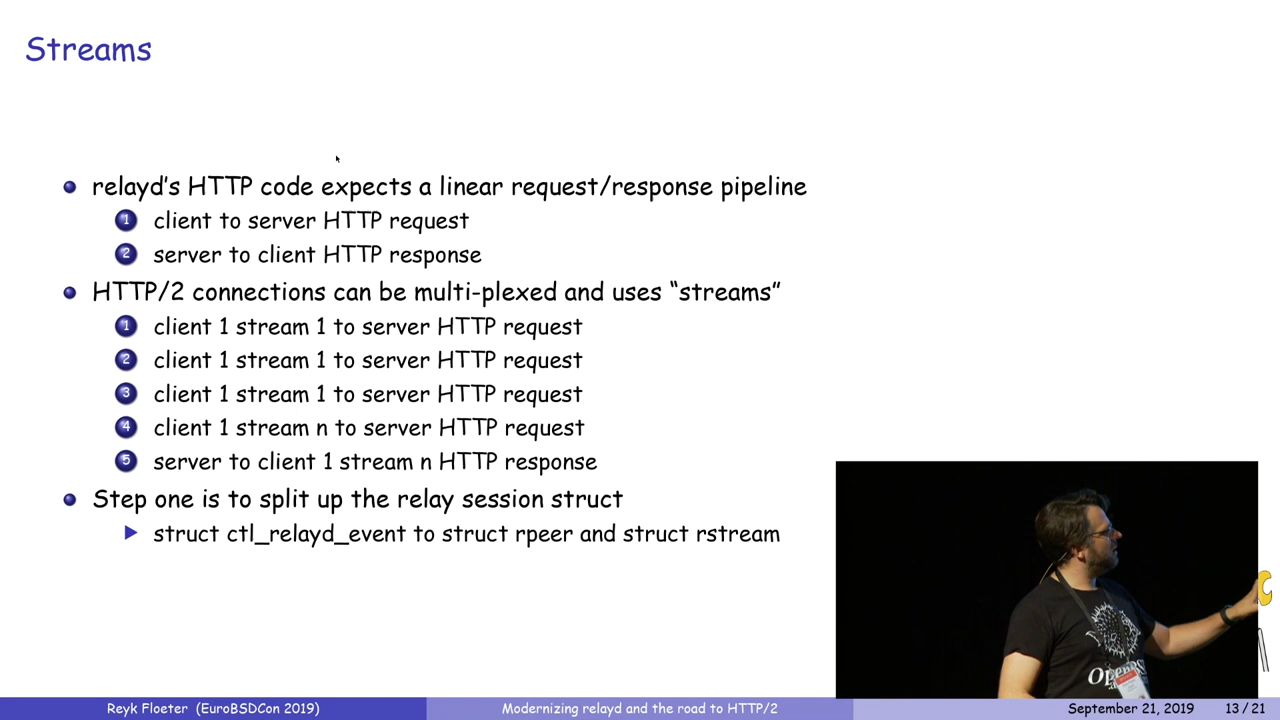 Streams
relayd's HTTP code expects a linear request/response pipeline
1 client to server HTTP request
2 server to client HTTP response
HTTP/2 connections can be multi-plexed and uses “streams”
1 client 1 stream 1 to server HTTP request
2 client 1 stream 1 to server HTTP request
3 client 1 stream 1 to server HTTP request
4 client 1 stream n to server HTTP request
5 server to client 1 stream n HTTP response
Step one is to split up the relay session struct
struct ctl_relayd_event to struct rpeer and struct rstream
Reyk Floeter (EuroBSDCon 2019) Modernizing relayd and the road to HTTP/2 September 21, 2019 13 / 21